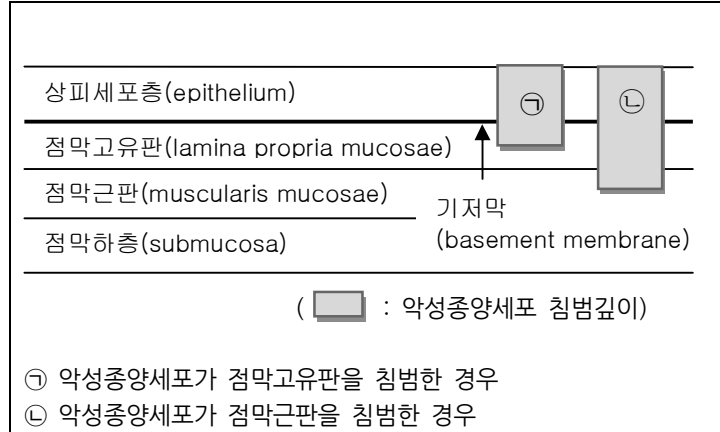 상피세포층(epithelium)
㉠
㉡
점막고유판(lamina propria mucosae)
점막근판(muscularis mucosae)
기저막
점막하층(submucosa)
(basement membrane)
( : 악성종양세포 침범깊이)
㉠ 악성종양세포가 점막고유판을 침범한 경우
㉡ 악성종양세포가 점막근판을 침범한 경우